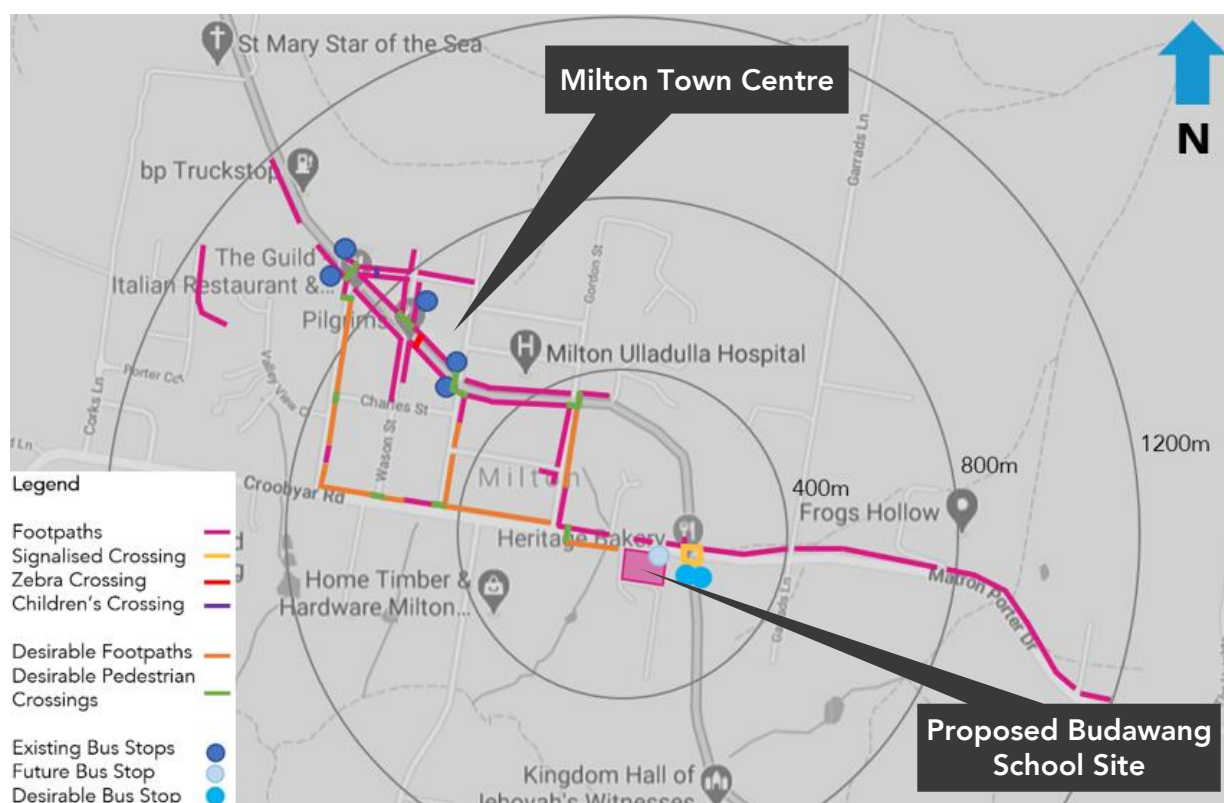 St Mary Star of the Sea
Milton Town Centre
N
bp Truckstop
Garrads Ln
The Guild
Italian Restaurant &...
Gordon St
Pilgrims
Milton Ulladulla Hospital
Porter Cct
Valley View C
Corks Ln
Charles St
Wason St
1200m
800m
400m
Milton
Croobyar Rd
Frogs Hollow
Heritage Bakery
Home Timber &
Hardware Milton...
Garrads Ln
Matron Porter Dr
Proposed Budawang
School Site
Kingdom Hall of
Jehovah's Witnesses
Legend
Footpaths
Signalised Crossing
Zebra Crossing
Children's Crossing
Desirable Footpaths
Desirable Pedestrian
Crossings
Existing Bus Stops
Future Bus Stop
Desirable Bus Stop